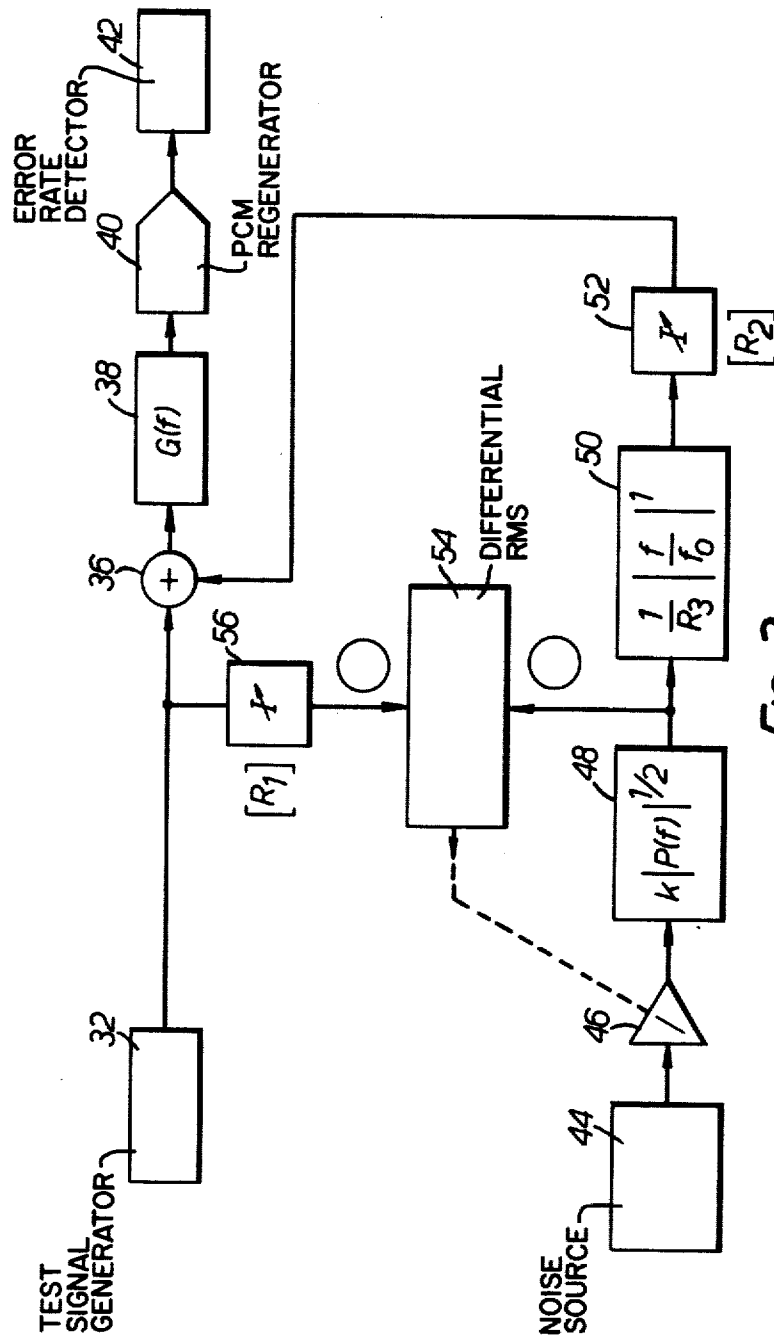 TEST
SIGNAL
GENERATOR
32
36
+
38
G(f)
40
PCM
REGENERATOR
ERROR
RATE
DETECTOR
42
[R1]
56
54
DIFFERENTIAL
RMS
NOISE
SOURCE
44
46
48
k|P(f)|1/2
50
1/R3 |f/f0|1
52
[R2]